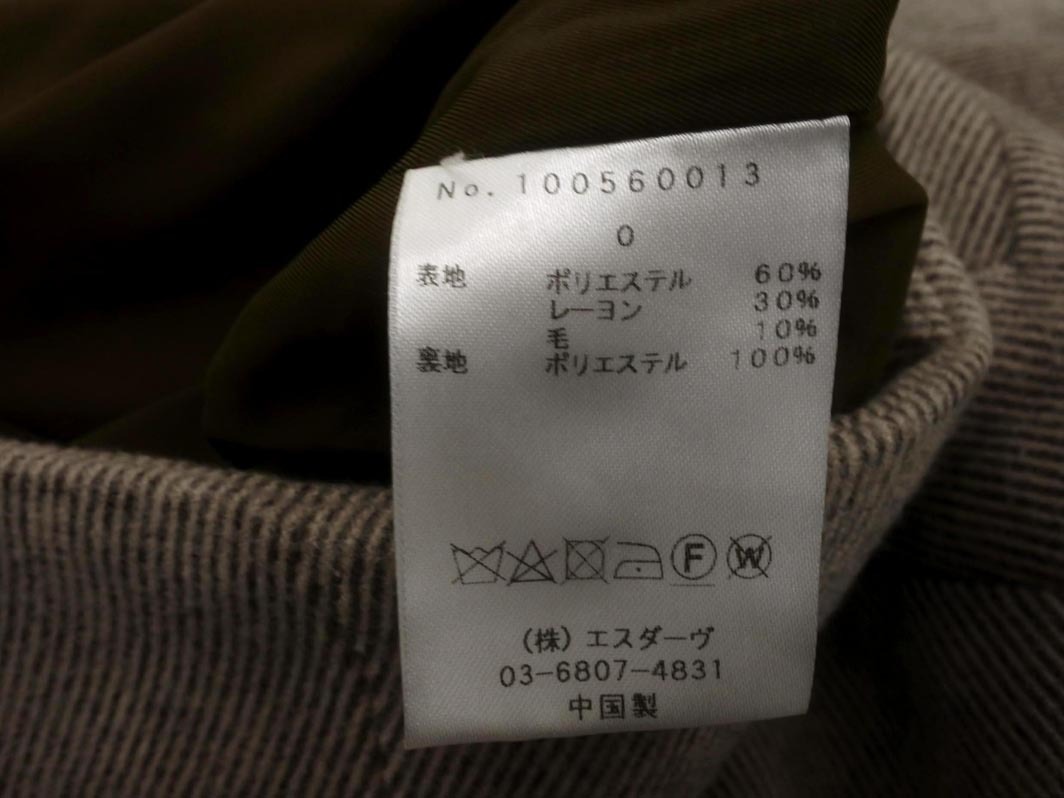 No. 100560013
0
表地 ポリエステル 60%
レーヨン 30%
毛 10%
裏地 ポリエステル 100%
F W
(株) エスダーヴ
03-6807-4831
中国製